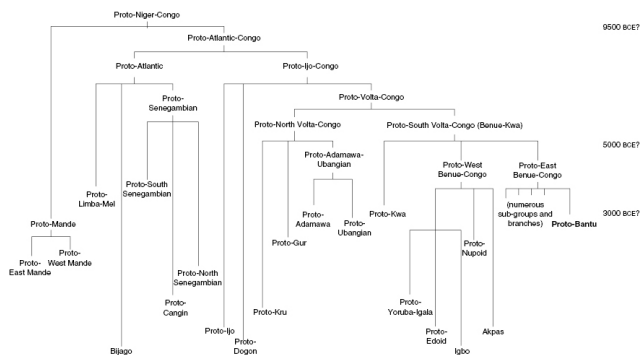 Proto-Niger-Congo
9500 BCE?
Proto-Atlantic-Congo
Proto-Atlantic
Proto-Ijo-Congo
Proto-
Senegambian
Proto-Volta-Congo
Proto-North Volta-Congo
Proto-South Volta-Congo (Benue-Kwa)
5000 BCE?
Proto-Adamawa-
Ubangian
Proto-West
Benue-Congo
Proto-East
Benue-Congo
Proto-South
Senegambian
Proto-
Limba-Mel
(numerous
sub-groups and
branches)
Proto-Bantu
3000 BCE?
Proto-Kwa
Proto-
Adamawa
Proto-
Ubangian
Proto-Mande
Proto-Gur
Proto-
Nupoid
Proto-
East Mande
Proto-
West Mande
Proto-North
Senegambian
Proto-
Cangin
Proto-Kru
Proto-
Yoruba-Igala
Proto-Ijo
Proto-
Dogon
Proto-
Edoid
Akpas
Bijago
Igbo